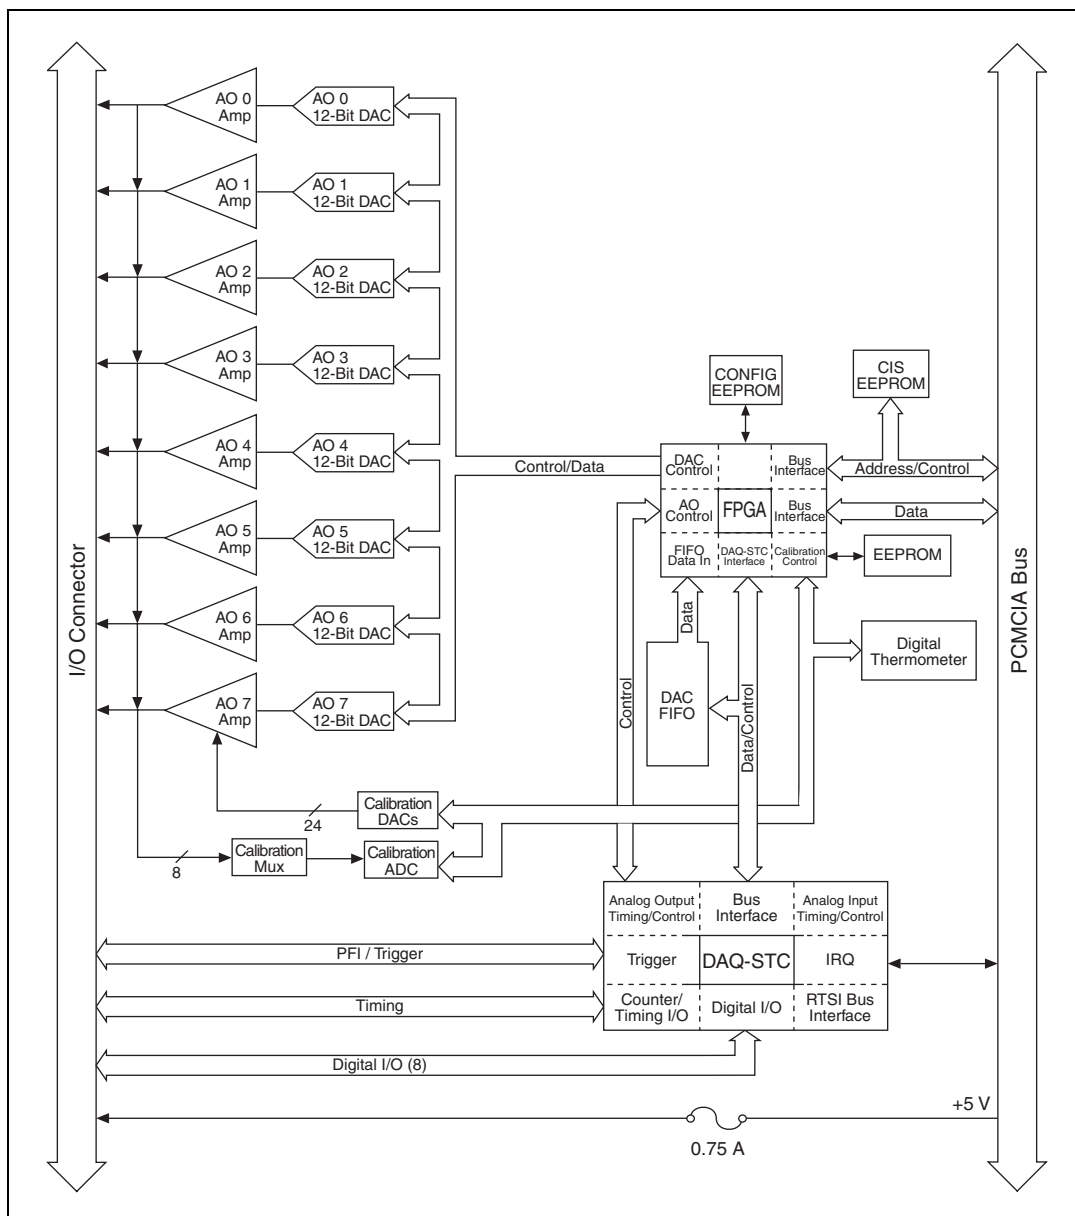 I/O Connector
AO 0
Amp
AO 0
12-Bit DAC
AO 1
Amp
AO 1
12-Bit DAC
AO 2
Amp
AO 2
12-Bit DAC
AO 3
Amp
AO 3
12-Bit DAC
AO 4
Amp
AO 4
12-Bit DAC
AO 5
Amp
AO 5
12-Bit DAC
AO 6
Amp
AO 6
12-Bit DAC
AO 7
Amp
AO 7
12-Bit DAC
Control/Data
CONFIG
EEPROM
CIS
EEPROM
DAC
Control
Bus
Interface
AO
Control
FPGA
Bus
Interface
FIFO
Data In
DAQ-STC
Interface
Calibration
Control
Address/Control
Data
EEPROM
Digital
Thermometer
Data
DAC
FIFO
Control
Data/Control
Calibration
DACs
24
8
Calibration
Mux
Calibration
ADC
Analog Output
Timing/Control
Bus
Interface
Analog Input
Timing/Control
Trigger
DAQ-STC
IRQ
Counter/
Timing I/O
Digital I/O
RTSI Bus
Interface
PFI / Trigger
Timing
Digital I/O (8)
+5 V
0.75 A
PCMCIA Bus